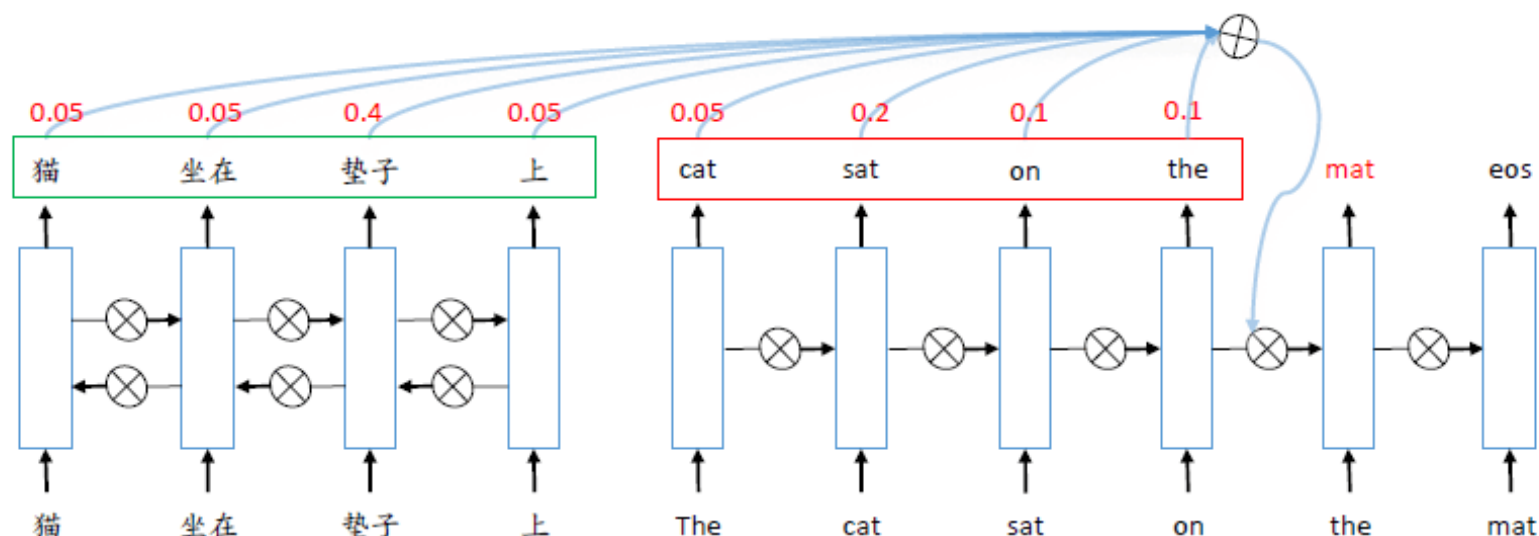 0.05 0.05 0.4 0.05 0.05 0.2 0.1 0.1
猫 坐在 垫子 上 cat sat on the mat eos
猫 坐在 垫子 上 The cat sat on the mat